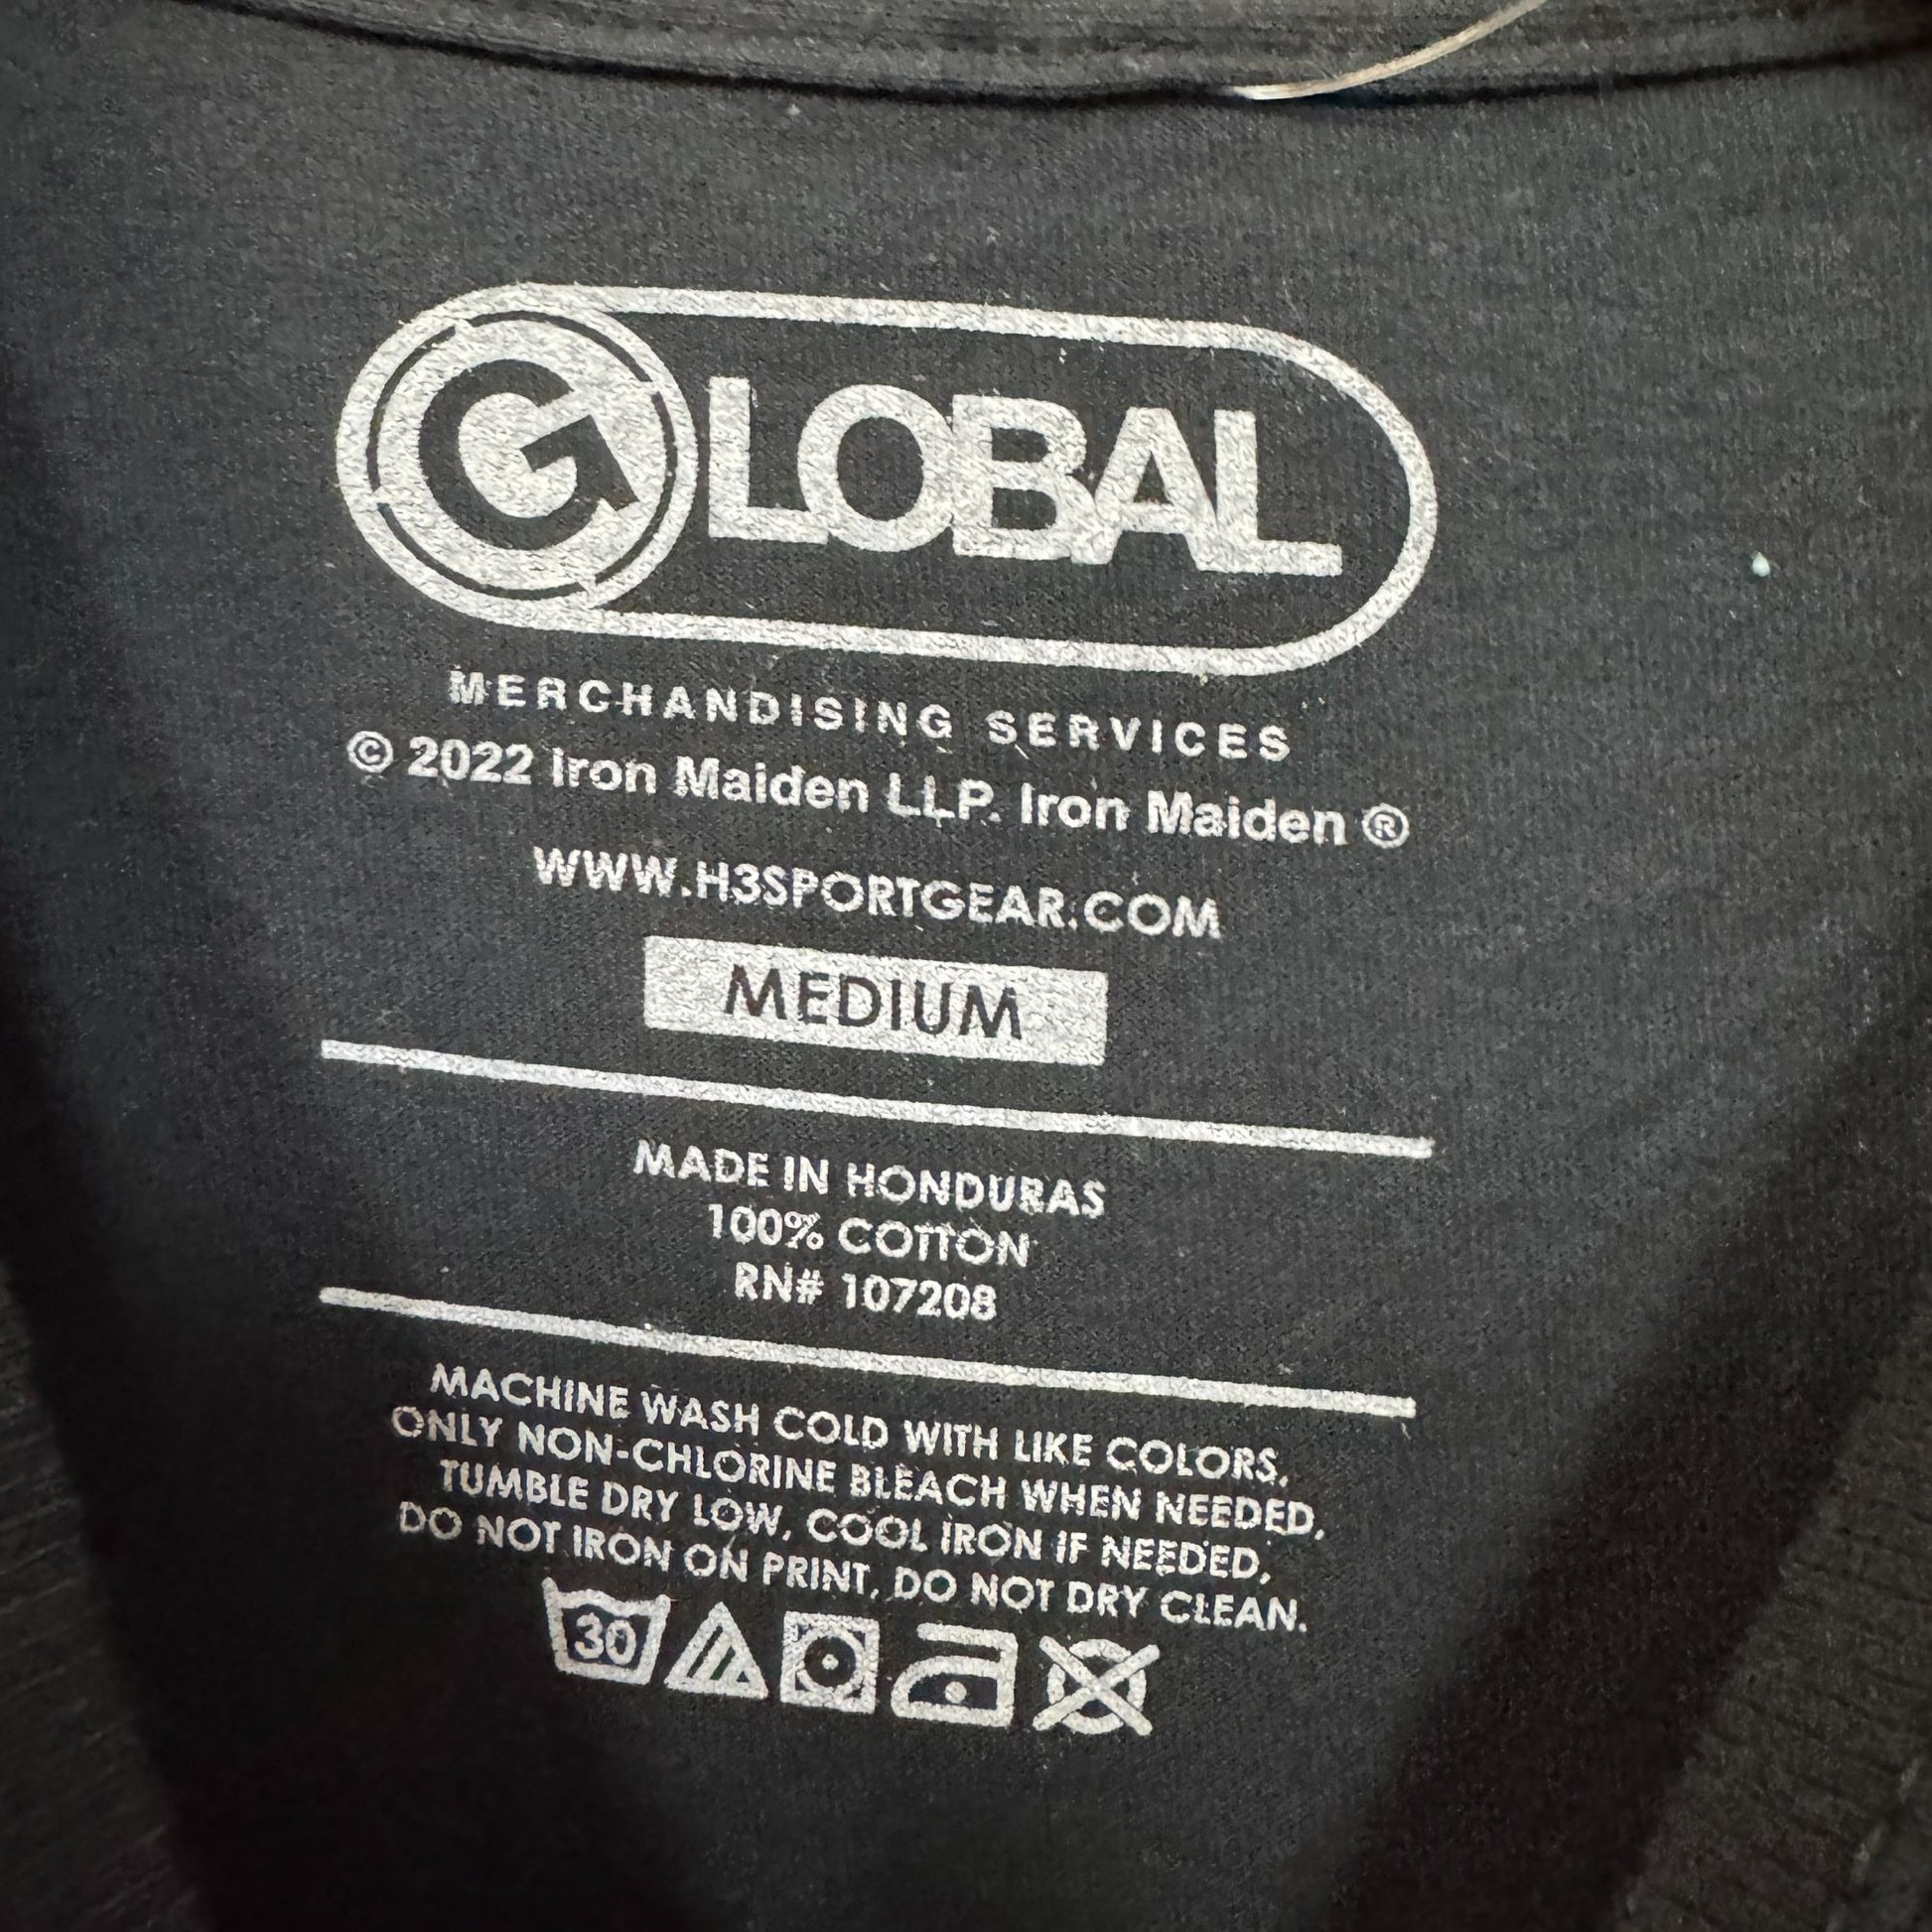 GLOBAL
MERCHANDISING SERVICES
© 2022 Iron Maiden LLP. Iron Maiden ®
WWW.H3SPORTGEAR.COM
MEDIUM
MADE IN HONDURAS
100% COTTON
RN# 107208
MACHINE WASH COLD WITH LIKE COLORS,
ONLY NON-CHLORINE BLEACH WHEN NEEDED,
TUMBLE DRY LOW, COOL IRON IF NEEDED,
DO NOT IRON ON PRINT, DO NOT DRY CLEAN.
30